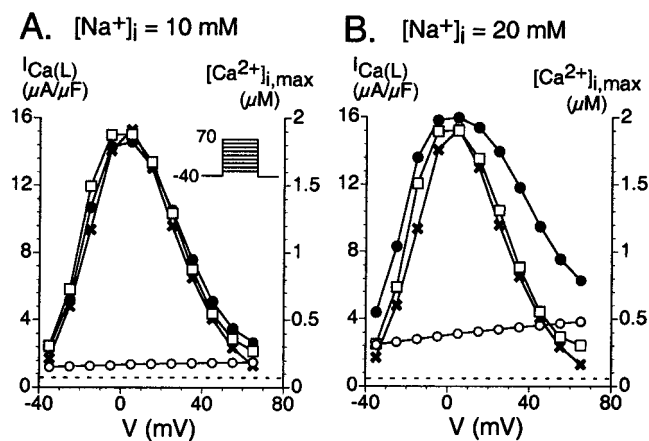 A. [Na+]i = 10 mM
ICa(L)
(μA/μF)
[Ca2+]i,max
(μM)
16
12
8
4
0
2
1.5
1
0.5
0
70
-40
-40
0
40
80
V (mV)
B. [Na+]i = 20 mM
ICa(L)
(μA/μF)
[Ca2+]i,max
(μM)
16
12
8
4
0
2
1.5
1
0.5
0
-40
0
40
80
V (mV)